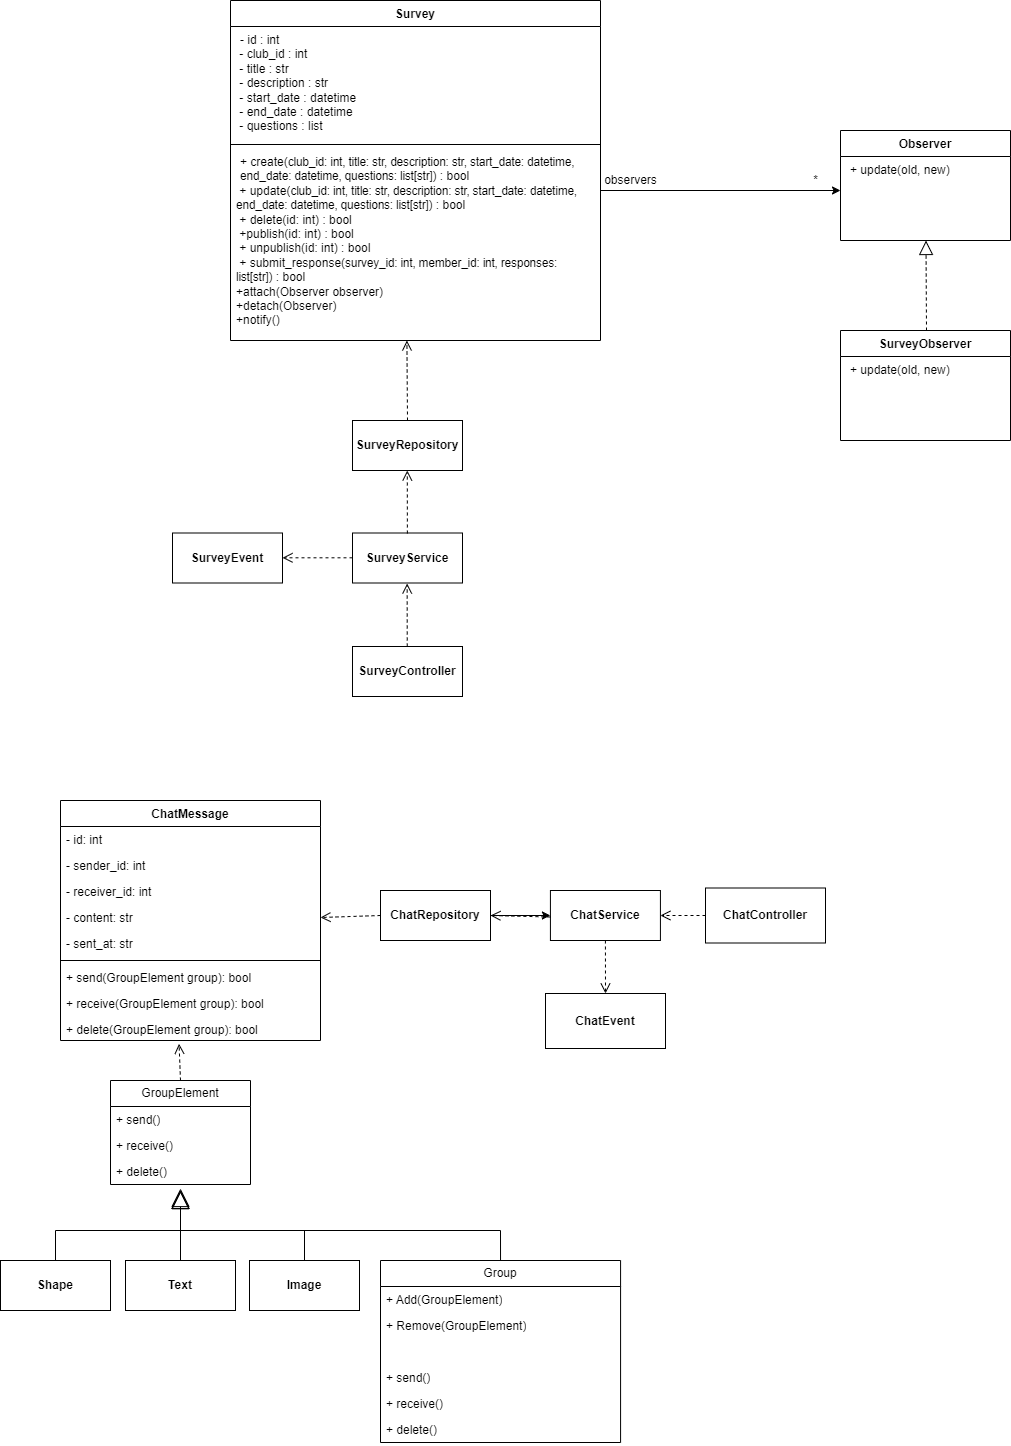 Survey
- id : int
- club_id : int
- title : str
- description : str
- start_date : datetime
- end_date : datetime
- questions : list
+ create(club_id: int, title: str, description: str, start_date: datetime,
end_date: datetime, questions: list[str]) : bool
+ update(club_id: int, title: str, description: str, start_date: datetime,
end_date: datetime, questions: list[str]) : bool
+ delete(id: int) : bool
+publish(id: int) : bool
+ unpublish(id: int) : bool
+ submit_response(survey_id: int, member_id: int, responses:
list[str]) : bool
+attach(Observer observer)
+detach(Observer)
+notify()
observers
*
Observer
+ update(old, new)
SurveyObserver
+ update(old, new)
SurveyRepository
SurveyEvent
SurveyService
SurveyController
ChatMessage
- id: int
- sender_id: int
- receiver_id: int
- content: str
- sent_at: str
+ send(GroupElement group): bool
+ receive(GroupElement group): bool
+ delete(GroupElement group): bool
ChatRepository
ChatService
ChatController
ChatEvent
GroupElement
+ send()
+ receive()
+ delete()
Shape
Text
Image
Group
+ Add(GroupElement)
+ Remove(GroupElement)
+ send()
+ receive()
+ delete()